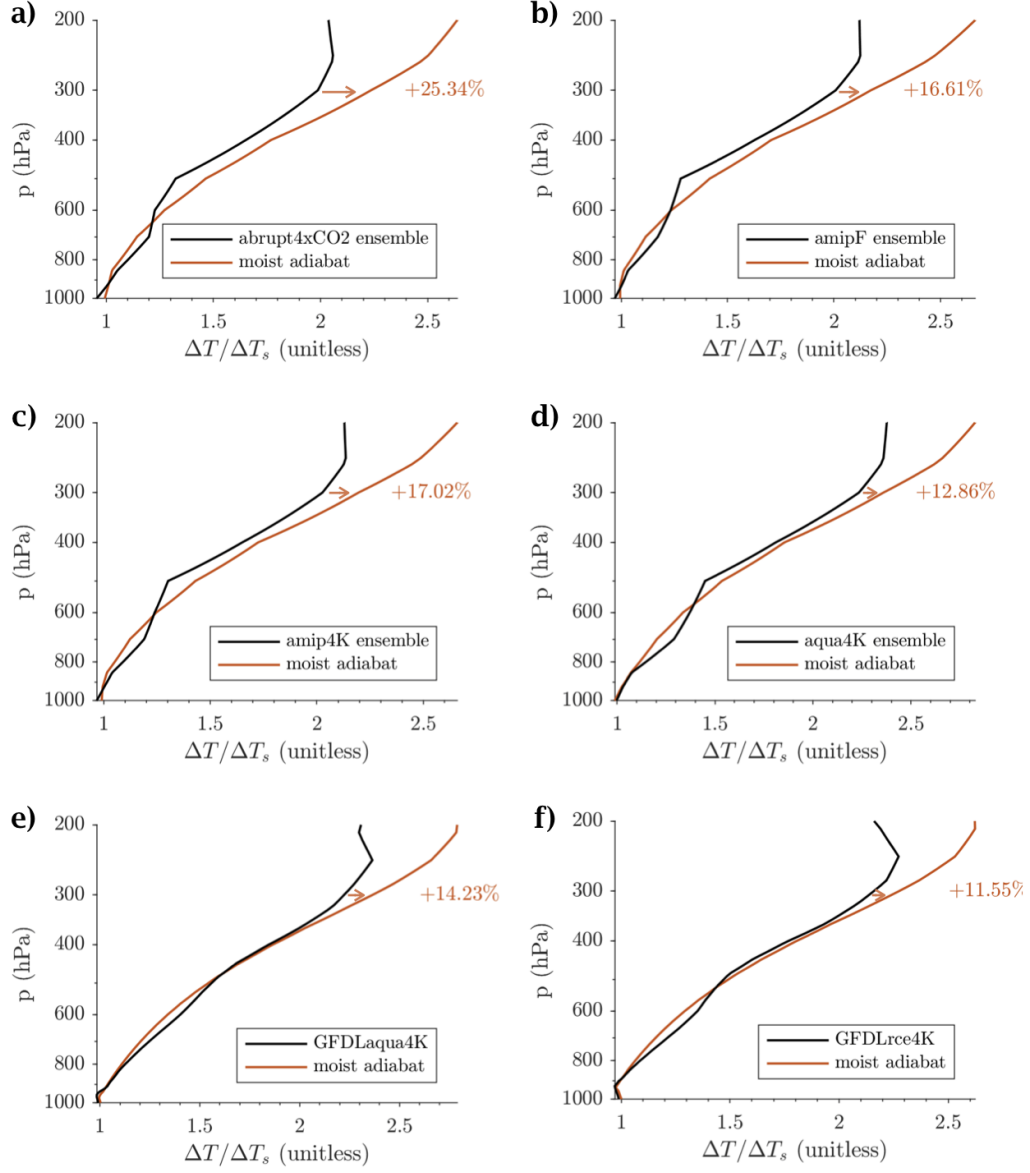 a)
200
300
400
600
800
1000
p (hPa)
+25.34%
abrupt4xCO2 ensemble
moist adiabat
1
1.5
2
2.5
ΔT/ΔTₛ (unitless)
b)
200
300
400
600
800
1000
p (hPa)
+16.61%
amipF ensemble
moist adiabat
1
1.5
2
2.5
ΔT/ΔTₛ (unitless)
c)
200
300
400
600
800
1000
p (hPa)
+17.02%
amip4K ensemble
moist adiabat
1
1.5
2
2.5
ΔT/ΔTₛ (unitless)
d)
200
300
400
600
800
1000
p (hPa)
+12.86%
aqua4K ensemble
moist adiabat
1
1.5
2
2.5
ΔT/ΔTₛ (unitless)
e)
200
300
400
600
800
1000
p (hPa)
+14.23%
GFDLaqua4K
moist adiabat
1
1.5
2
2.5
ΔT/ΔTₛ (unitless)
f)
200
300
400
600
800
1000
p (hPa)
+11.55%
GFDLrce4K
moist adiabat
1
1.5
2
2.5
ΔT/ΔTₛ (unitless)